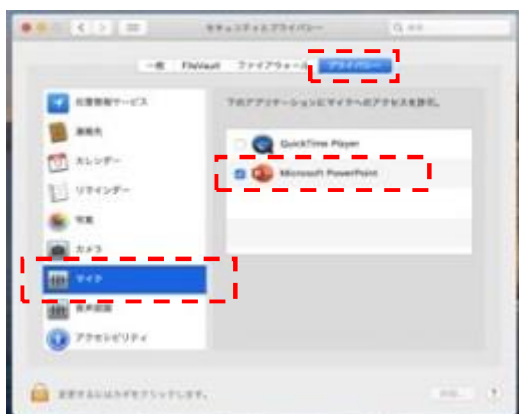 セキュリティとプライバシー
検索
一般 FileVault ファイアウォール プライバシー
位置情報サービス
連絡先
カレンダー
リマインダー
写真
カメラ
マイク
音声認識
アクセシビリティ
下のアプリケーションにマイクへのアクセスを許可。
QuickTime Player
Microsoft PowerPoint
変更するにはカギをクリックします。
詳細...
?